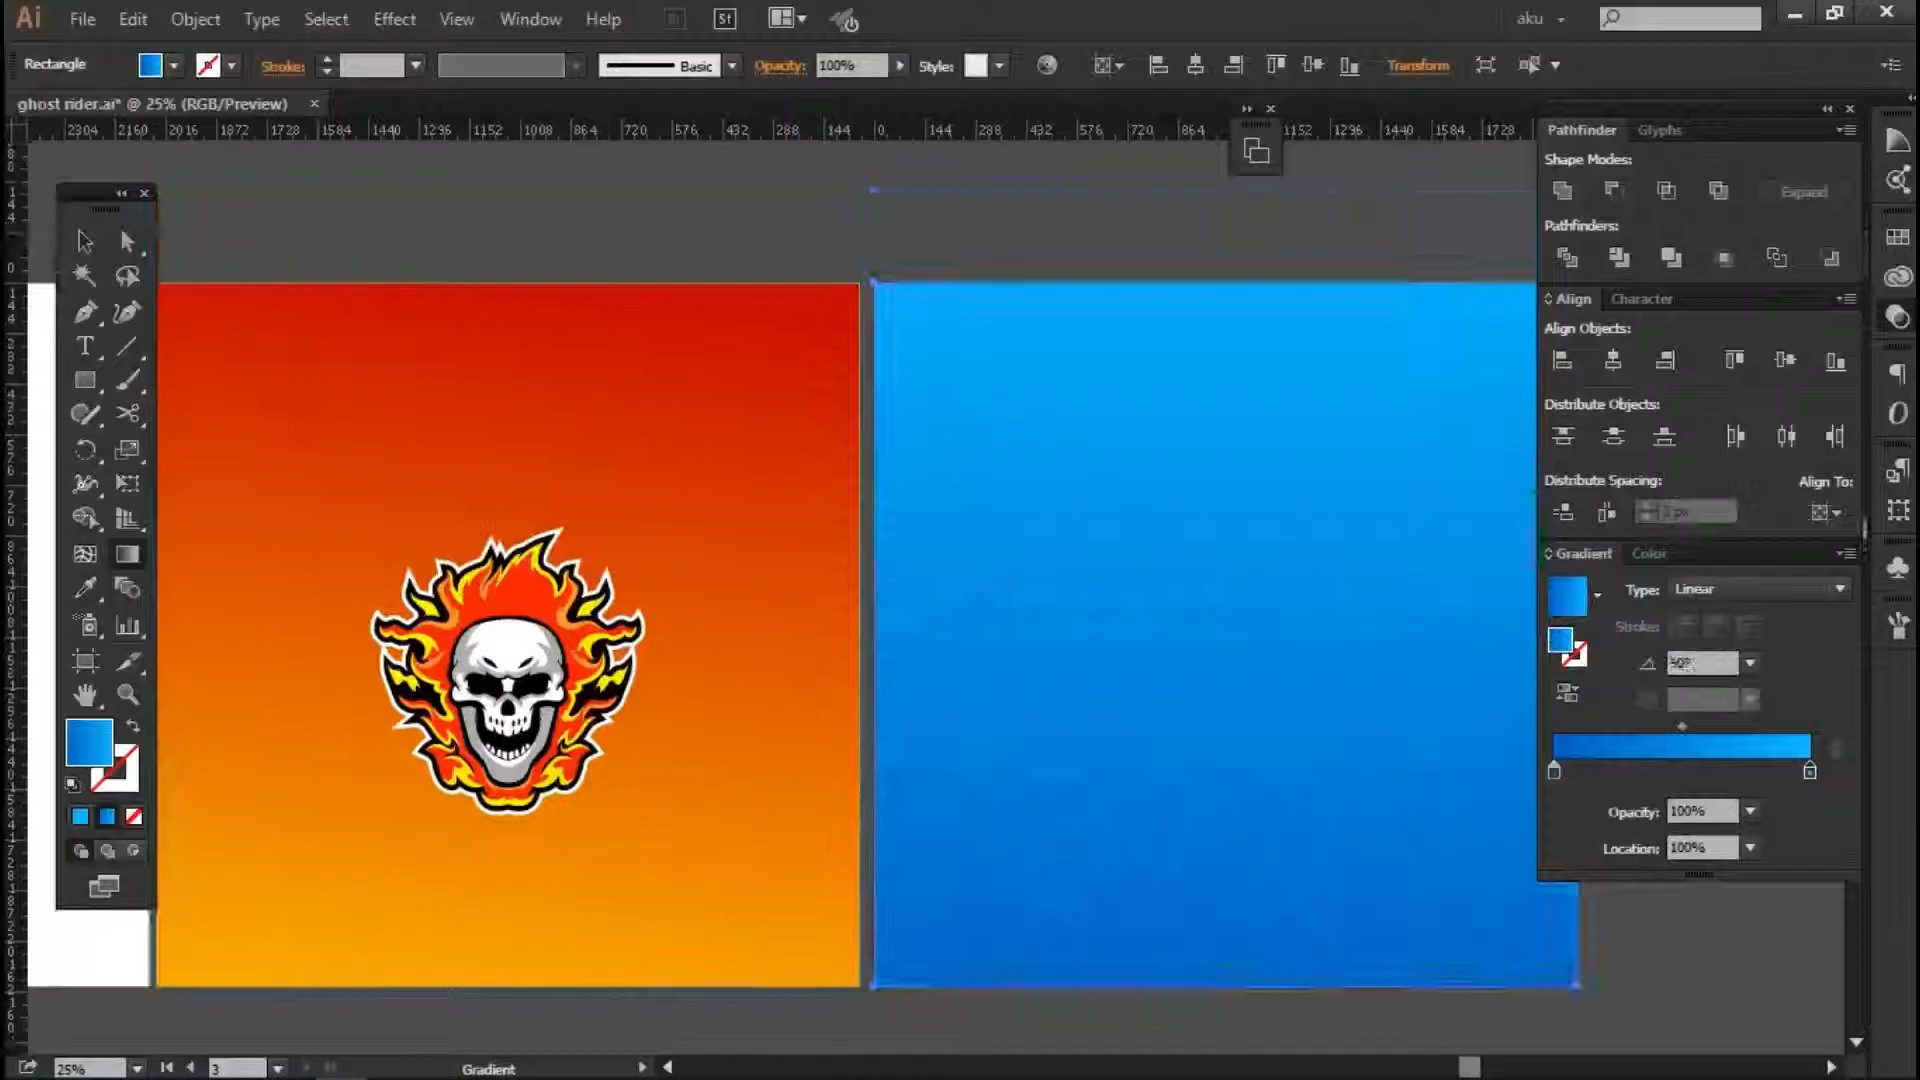 Ai File Edit Object Type Select Effect View Window Help St aku
Rectangle Stroke: Basic Opacity: 100% Style: Transform
ghost rider.ai* @ 25% (RGB/Preview) ×
2304 2160 2016 1872 1728 1584 1440 1296 1152 1008 864 720 576 432 288 144 0 144 288 432 576 720 864 1152 1296 1440 1584 1728
Pathfinder Glyphs
Shape Modes:
Expand
Pathfinders:
Align Character
Align Objects:
Distribute Objects:
Distribute Spacing: Align To:
Gradient Color
Type: Linear
Stroke:
Opacity: 100%
Location: 100%
25% 3 Gradient